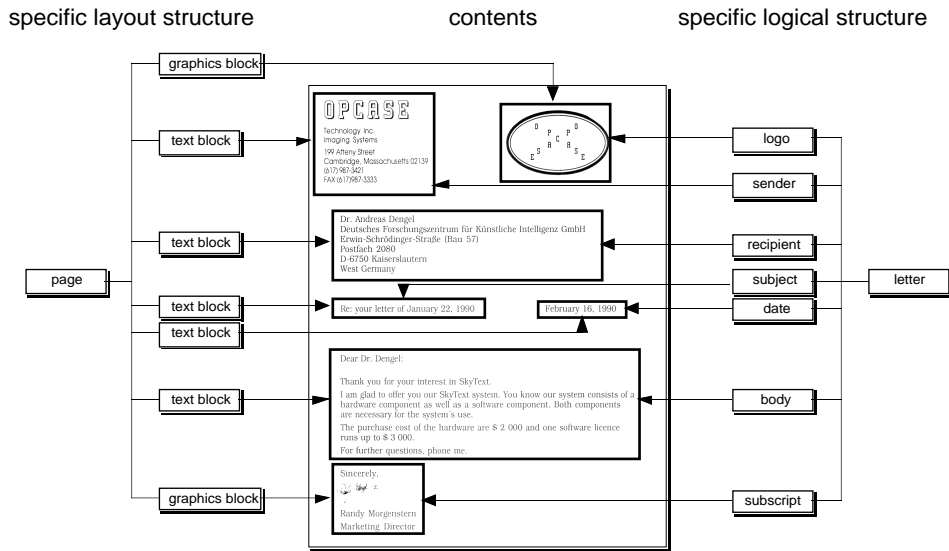 specific layout structure
contents
specific logical structure
graphics block
text block
text block
page
text block
text block
text block
graphics block
OPCASE
Technology Inc.
Imaging Systems
199 Atteny Street
Cambridge, Massachusetts 02139
(617) 987-3421
FAX (617)987-3333
OPCASE
OPCASE
Dr. Andreas Dengel
Deutsches Forschungszentrum für Künstliche Intelligenz GmbH
Erwin-Schrödinger-Straße (Bau 57)
Postfach 2080
D-6750 Kaiserslautern
West Germany
Re: your letter of January 22, 1990
February 16, 1990
Dear Dr. Dengel:
Thank you for your interest in SkyText.
I am glad to offer you our SkyText system. You know our system consists of a
hardware component as well as a software component. Both components
are necessary for the system´s use.
The purchase cost of the hardware are $ 2 000 and one software licence
runs up to $ 3 000.
For further questions, phone me.
Sincerely,
Randy Morgenstern
Marketing Director
logo
sender
recipient
subject
letter
date
body
subscript